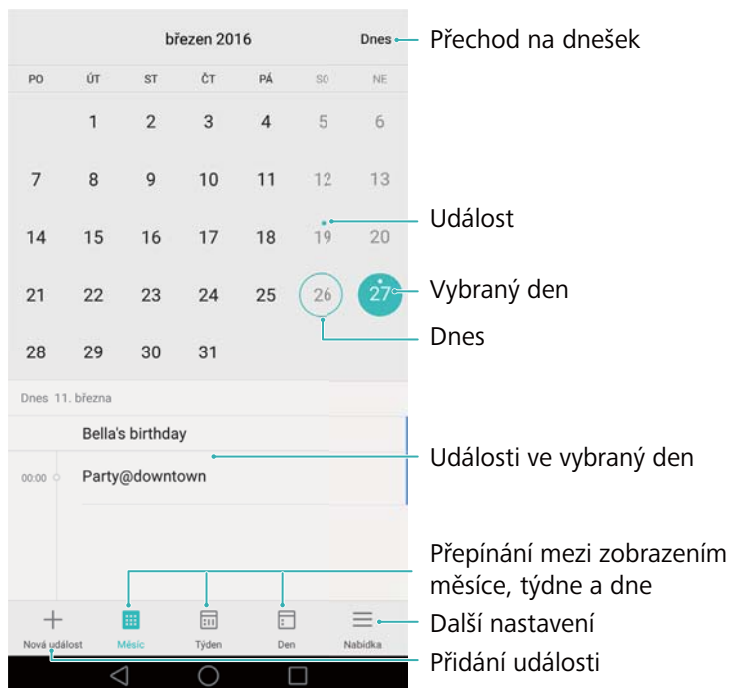 březen 2016
Dnes
Přechod na dnešek
PO ÚT ST ČT PÁ SO NE
1 2 3 4 5 6
7 8 9 10 11 12 13
Událost
14 15 16 17 18 19 20
21 22 23 24 25 26 27
Vybraný den
Dnes
28 29 30 31
Dnes 11. března
Bella's birthday
Události ve vybraný den
00:00 Party@downtown
Přepínání mezi zobrazením
měsíce, týdne a dne
Další nastavení
Nová událost Měsíc Týden Den Nabídka
Přidání události